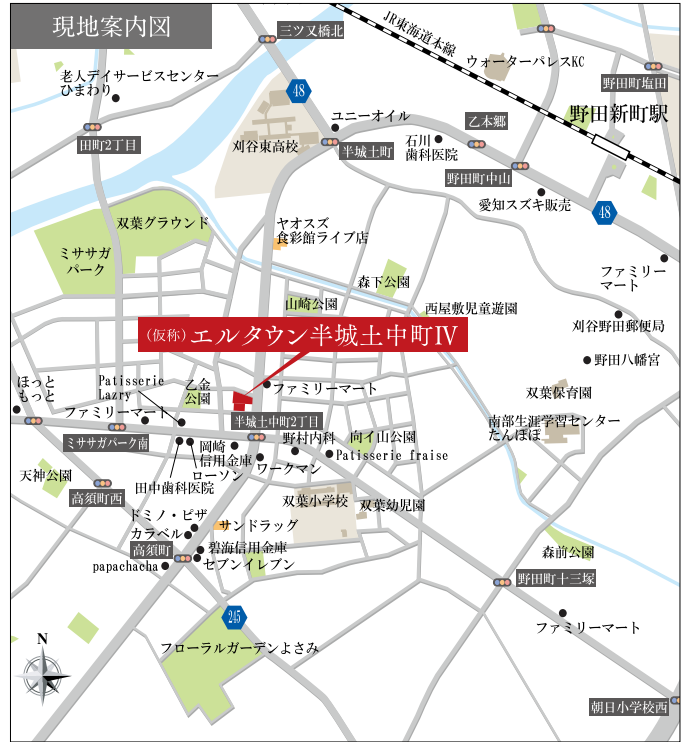 現地案内図
三ツ又橋北
JR東海道本線
ウォーターパレスKC
野田町塩田
老人デイサービスセンター
ひまわり
48
ユニーオイル
乙本郷
野田新町駅
田町2丁目
刈谷東高校
半城土町
石川
歯科医院
野田町中山
愛知スズキ販売
48
双葉グラウンド
ミササガ
パーク
ヤオスズ
食彩館ライブ店
森下公園
ファミリー
マート
山崎公園
西屋敷児童遊園
刈谷野田郵便局
(仮称)エルタウン半城土中町Ⅳ
野田八幡宮
ほっと
もっと
Patisserie
Lazry
乙金
公園
ファミリーマート
双葉保育園
ファミリーマート
半城土中町2丁目
南部生涯学習センター
たんぽぽ
ミササガパーク南
岡崎
信用金庫
野村内科
向イ山公園
Patisserie fraise
ローソン
ワークマン
天神公園
田中歯科医院
高須町西
双葉小学校
双葉幼児園
ドミノ・ピザ
カラベル
サンドラッグ
高須町
碧海信用金庫
セブンイレブン
papachacha
森前公園
野田町十三塚
245
ファミリーマート
フローラルガーデンよさみ
N
朝日小学校西